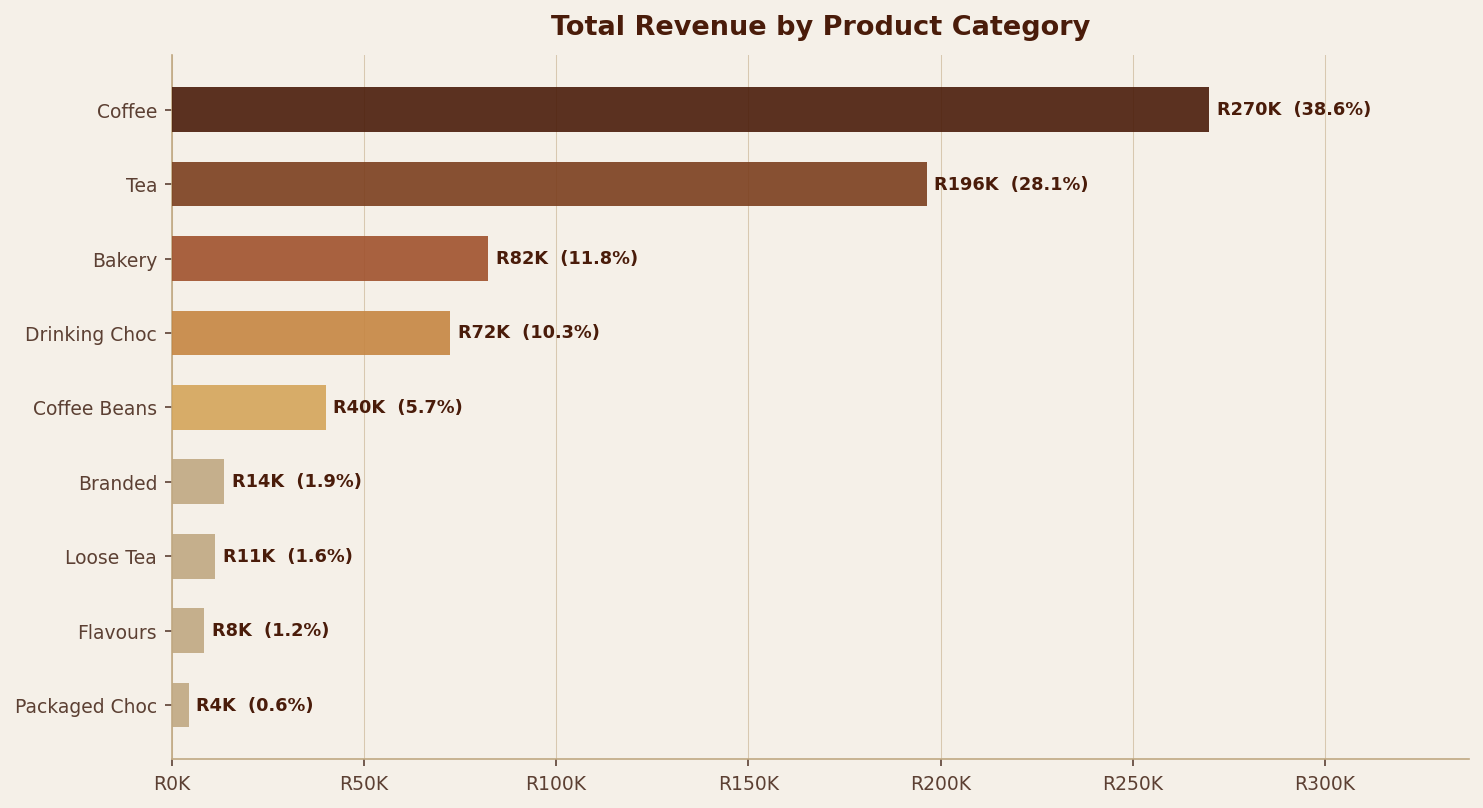 Total Revenue by Product Category
Coffee R270K (38.6%)
Tea R196K (28.1%)
Bakery R82K (11.8%)
Drinking Choc R72K (10.3%)
Coffee Beans R40K (5.7%)
Branded R14K (1.9%)
Loose Tea R11K (1.6%)
Flavours R8K (1.2%)
Packaged Choc R4K (0.6%)
R0K R50K R100K R150K R200K R250K R300K